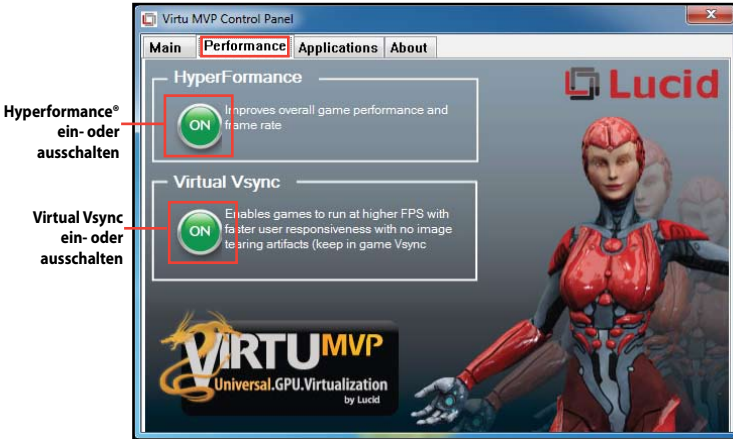 Virtu MVP Control Panel
Main Performance Applications About
HyperFormance
ON
Improves overall game performance and
frame rate
Virtual Vsync
ON
Enables games to run at higher FPS with
faster user responsiveness with no image
tearing artifacts (keep in game Vsync
Lucid
VIRTU MVP
Universal.GPU.Virtualization
by Lucid
Hyperformance®
ein- oder
ausschalten
Virtual Vsync
ein- oder
ausschalten